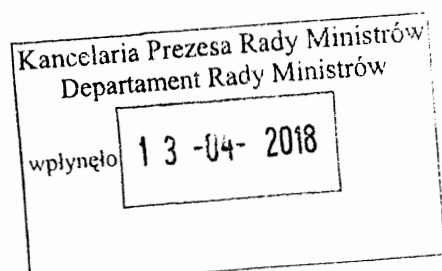 Kancelaria Prezesa Rady Ministrów
Departament Rady Ministrów
wpłynęło 13 -04- 2018